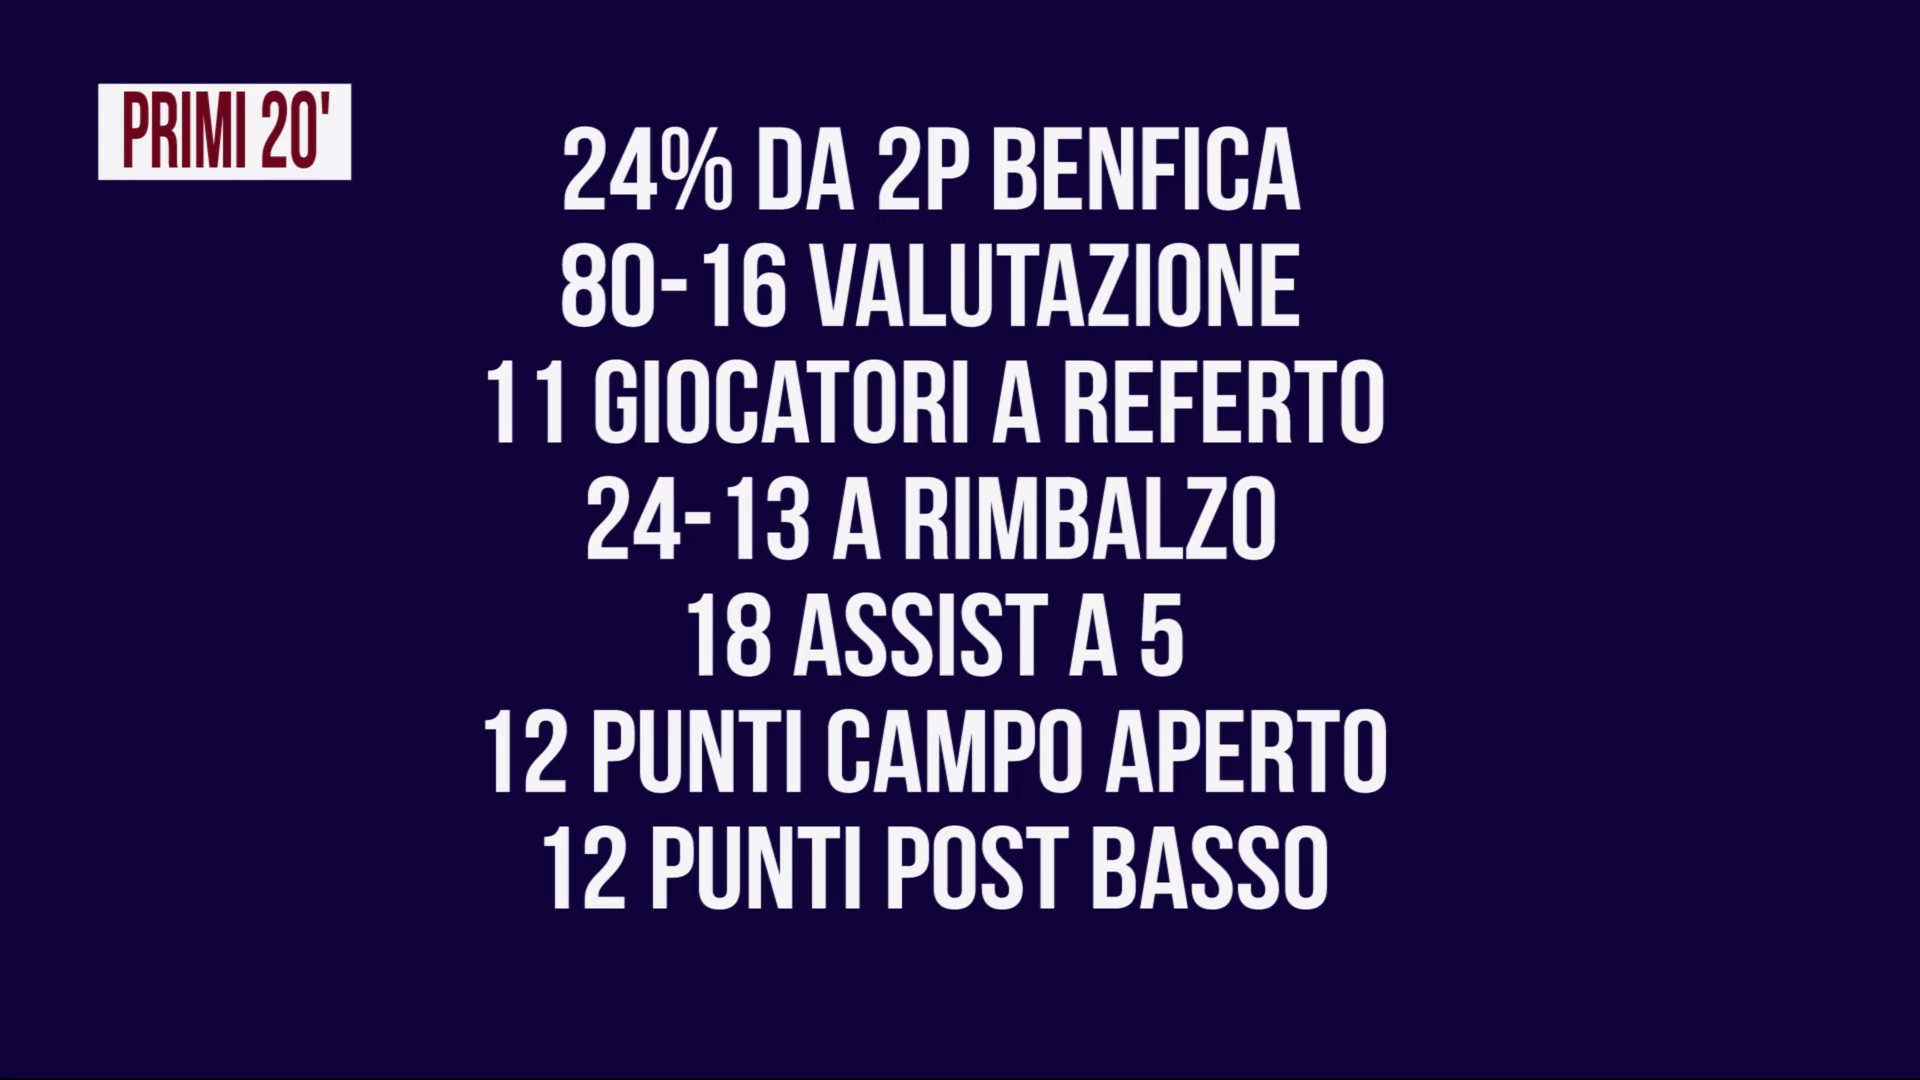 PRIMI 20'
24% DA 2P BENFICA
80-16 VALUTAZIONE
11 GIOCATORI A REFERTO
24-13 A RIMBALZO
18 ASSIST A 5
12 PUNTI CAMPO APERTO
12 PUNTI POST BASSO